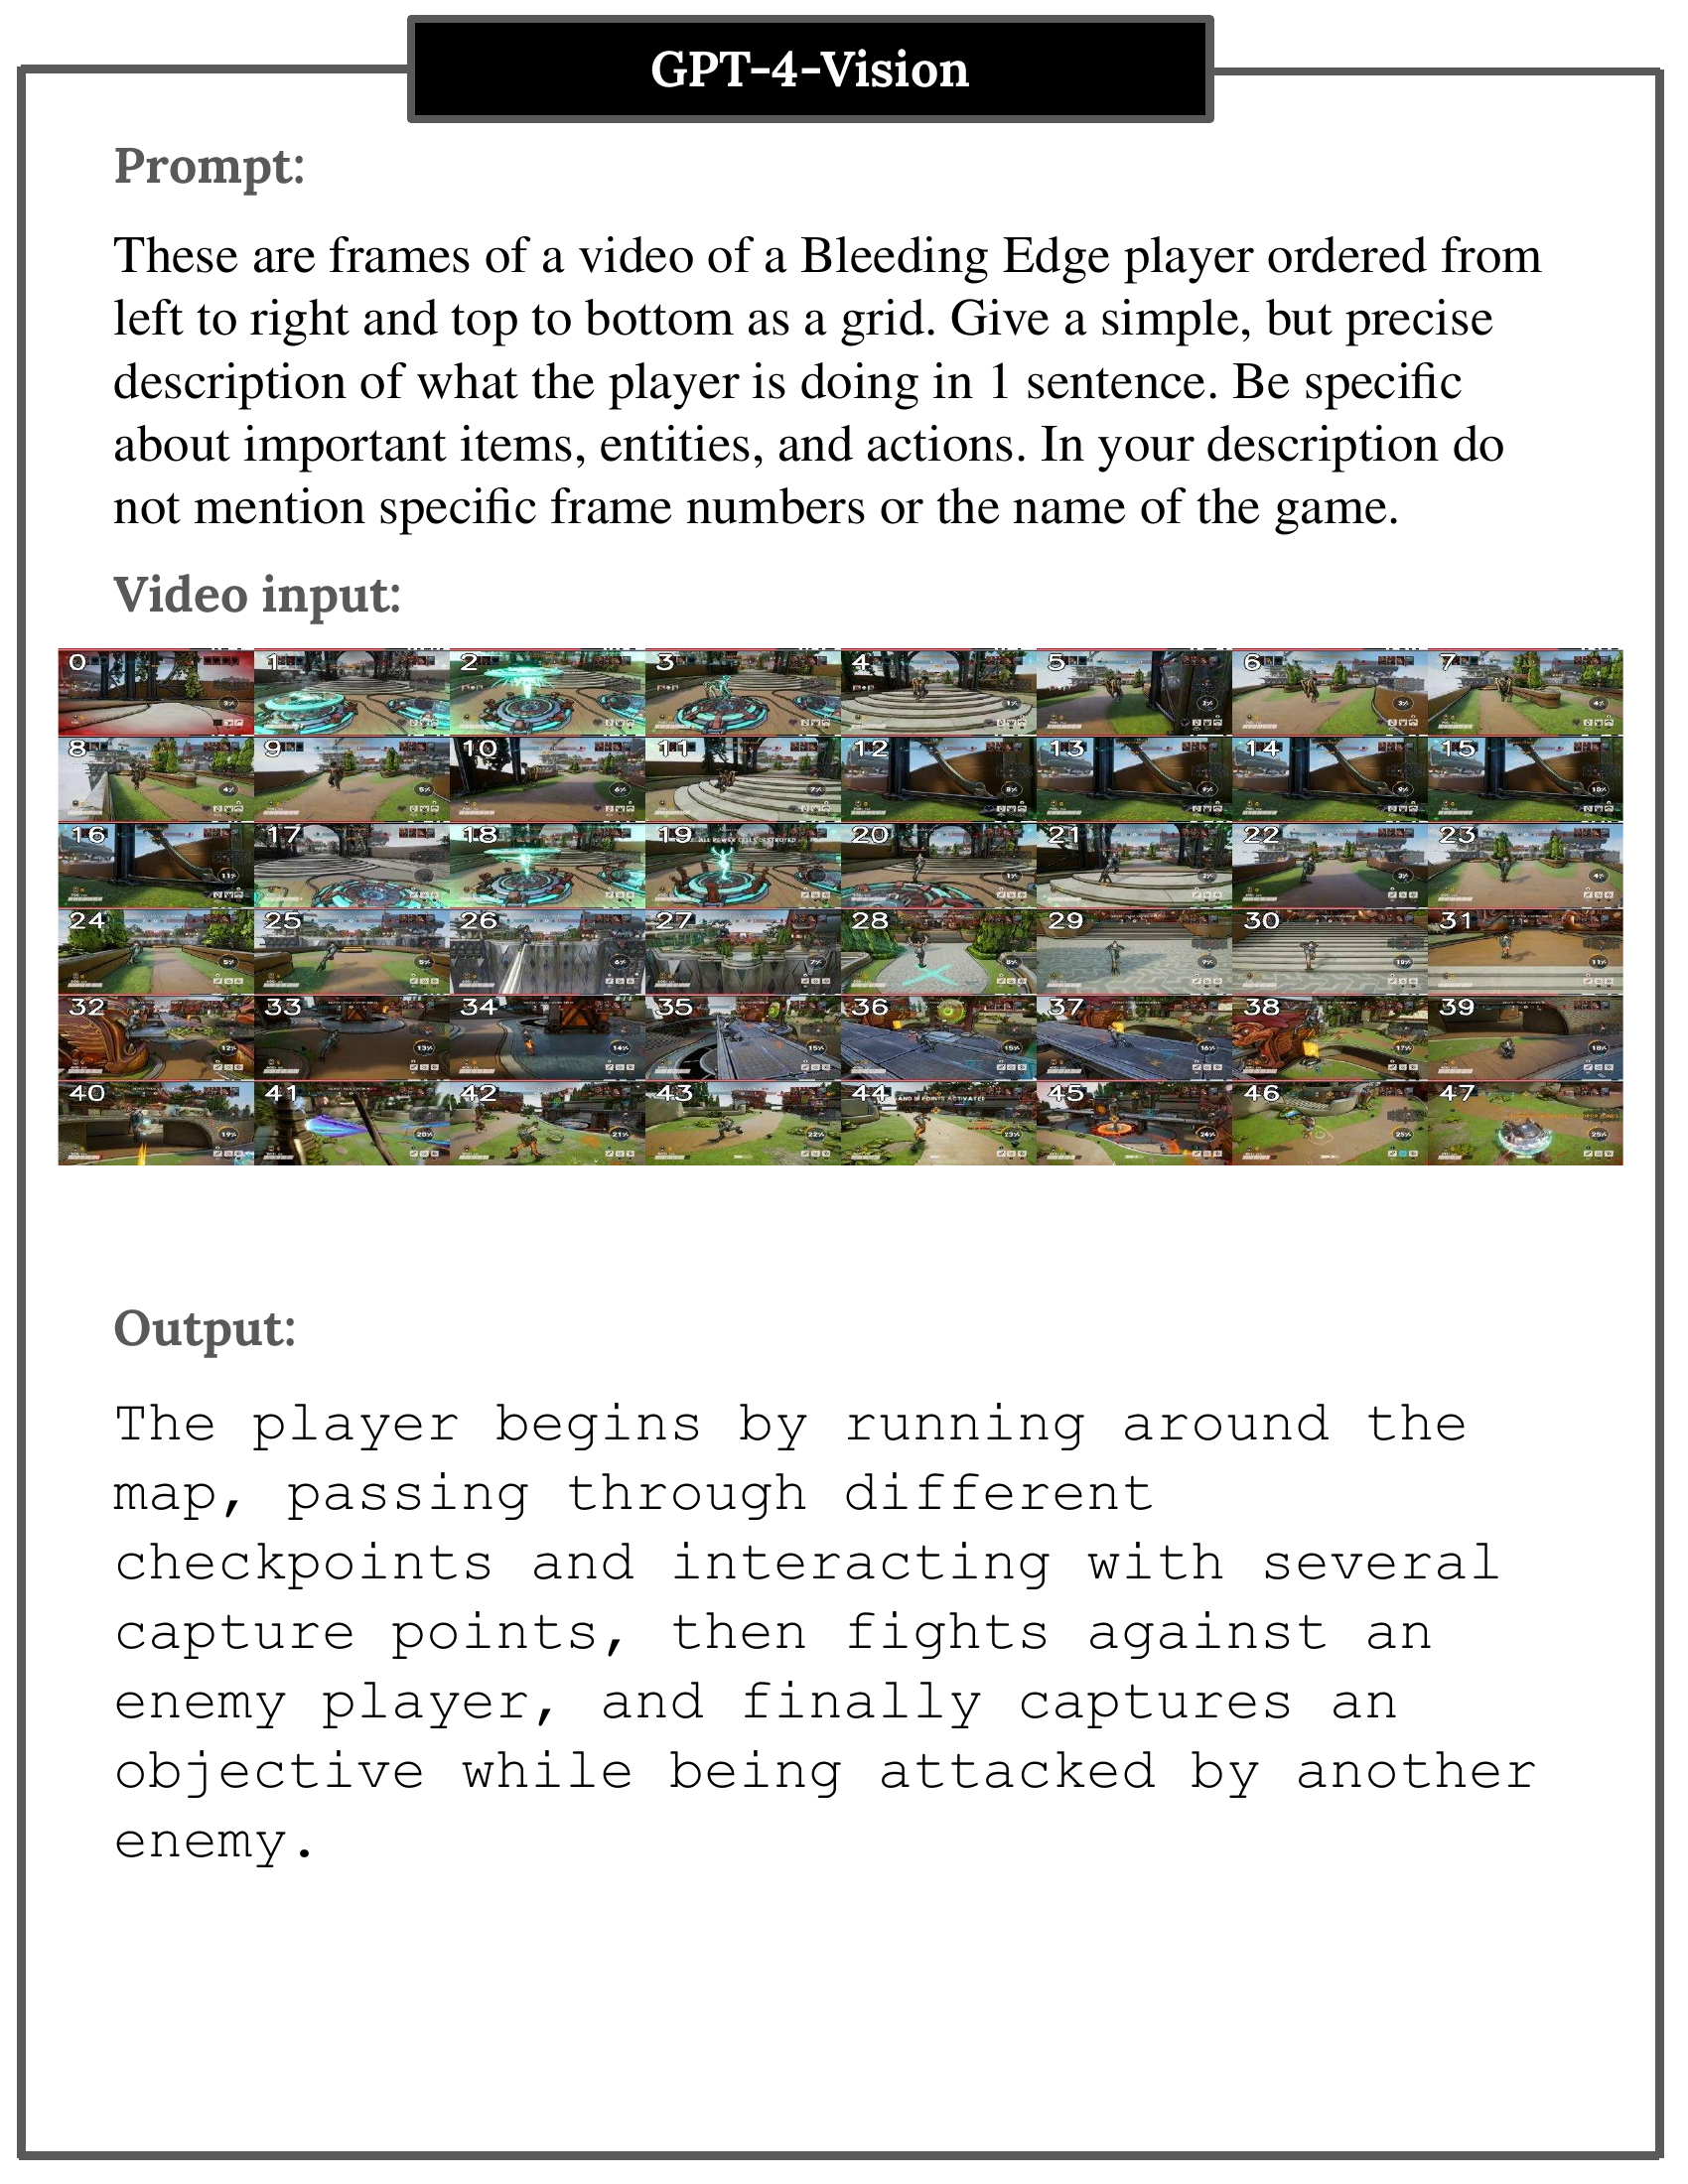 GPT-4-Vision
Prompt:
These are frames of a video of a Bleeding Edge player ordered from
left to right and top to bottom as a grid. Give a simple, but precise
description of what the player is doing in 1 sentence. Be specific
about important items, entities, and actions. In your description do
not mention specific frame numbers or the name of the game.
Video input:
0 1 2 3 4 5 6 7
8 9 10 11 12 13 14 15
16 17 18 19 20 21 22 23
24 25 26 27 28 29 30 31
32 33 34 35 36 37 38 39
40 41 42 43 44 45 46 47
Output:
The player begins by running around the
map, passing through different
checkpoints and interacting with several
capture points, then fights against an
enemy player, and finally captures an
objective while being attacked by another
enemy.